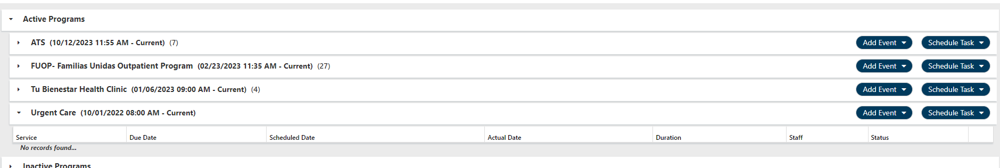 Active Programs
ATS (10/12/2023 11:55 AM - Current) (7) Add Event Schedule Task
FUOP- Familias Unidas Outpatient Program (02/23/2023 11:35 AM - Current) (27) Add Event Schedule Task
Tu Bienestar Health Clinic (01/06/2023 09:00 AM - Current) (4) Add Event Schedule Task
Urgent Care (10/01/2022 08:00 AM - Current) Add Event Schedule Task
Service Due Date Scheduled Date Actual Date Duration Staff Status
No records found...
Inactive Programs